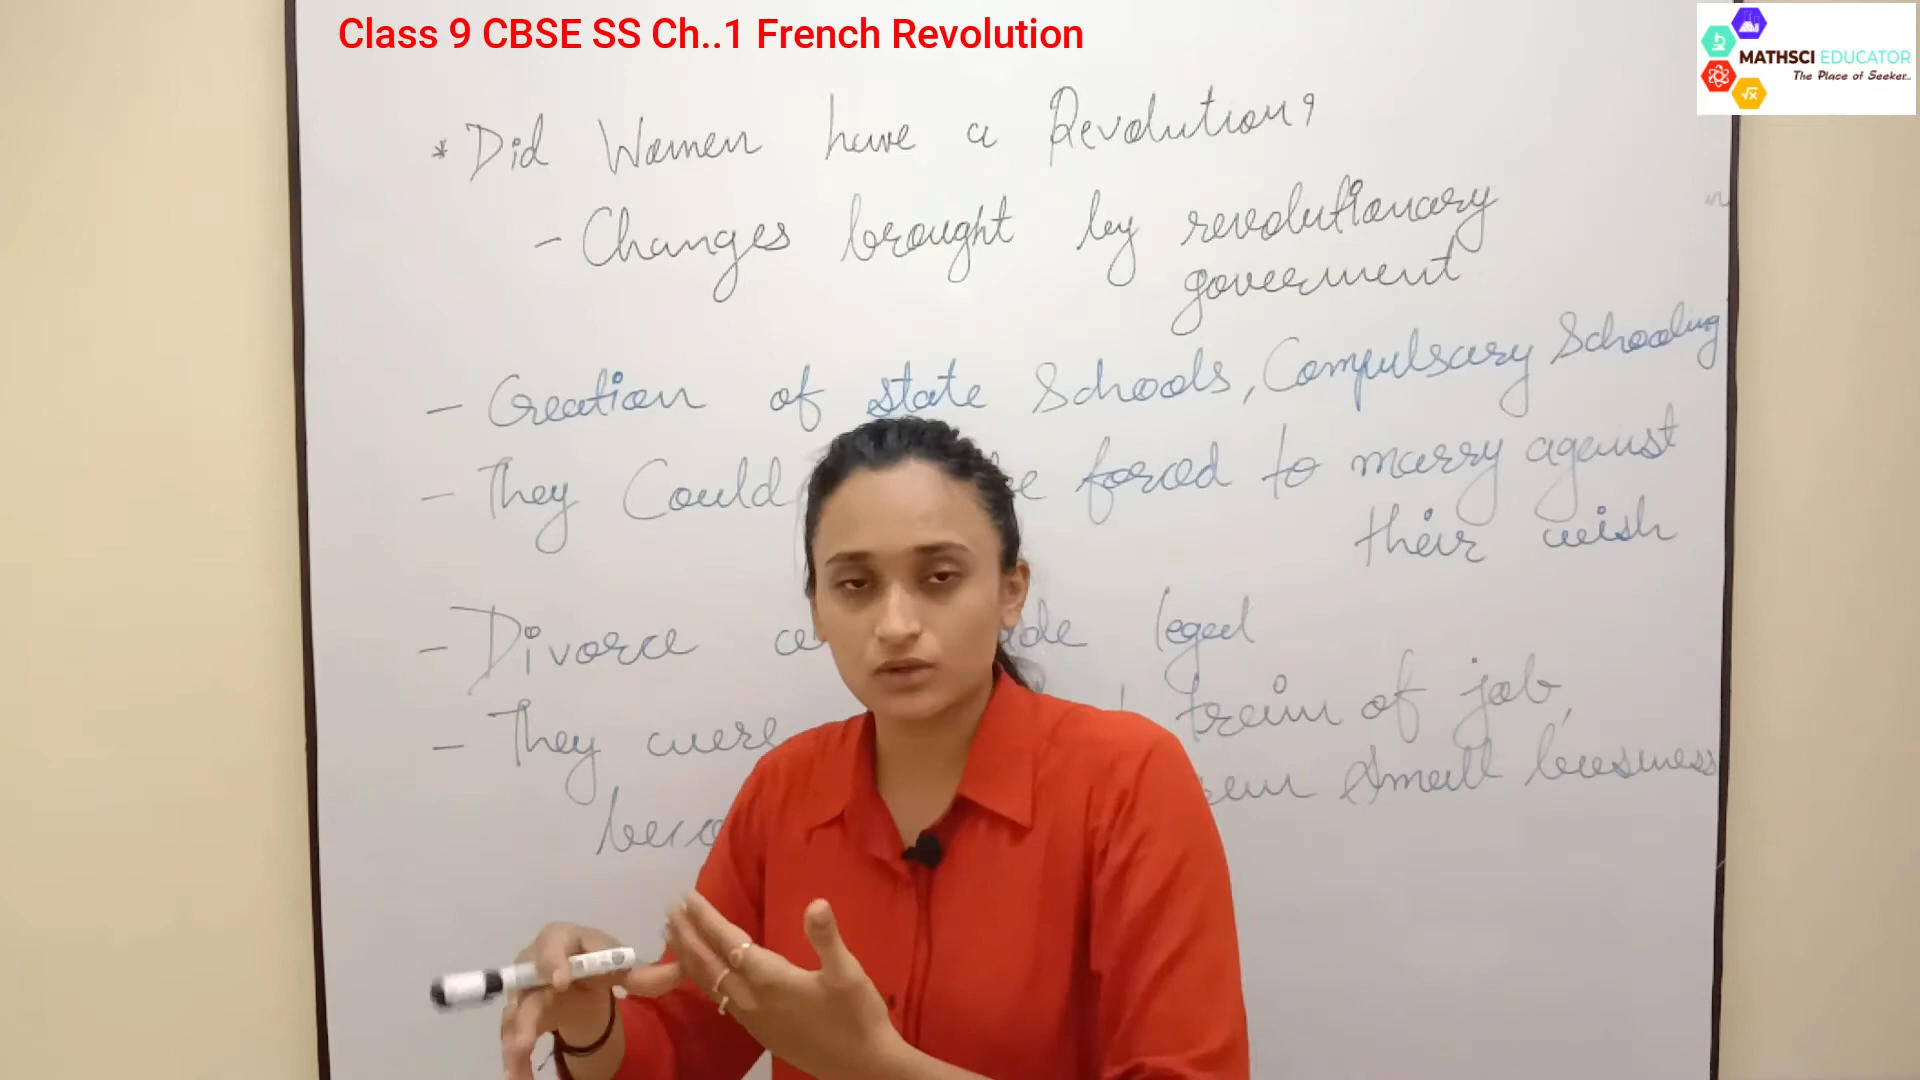 Class 9 CBSE SS Ch..1 French Revolution
MATHSCI EDUCATOR
The Place of Seeker..
* Did Women have a Revolution?
- Changes brought by revolutionary
government
- Creation of state Schools, Compulsary Schooling
- They Could forced to marry against
their wish
- Divorce legal
- They were train of job,
Small business